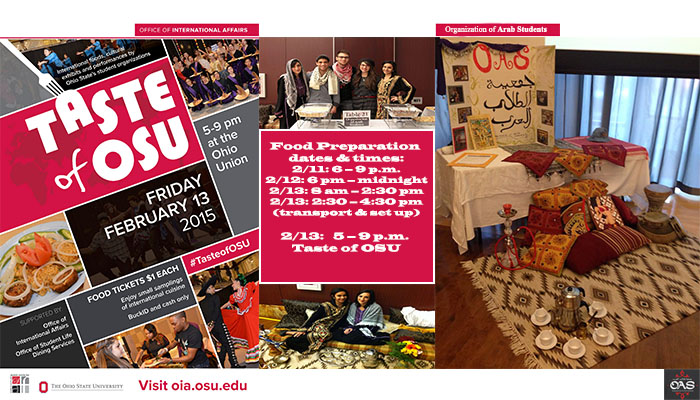 OFFICE OF INTERNATIONAL AFFAIRS
International foods, cultural
exhibits and performances by
Ohio State's student organizations
TASTE
of OSU
5-9 pm
at the
Ohio
Union
FRIDAY
FEBRUARY 13
2015
#TasteofOSU
FOOD TICKETS $1 EACH
Enjoy small samplings
of international cuisine
BuckID and cash only
SUPPORTED BY
Office of
International Affairs
Office of Student Life
Dining Services
THE OHIO STATE UNIVERSITY
Visit oia.osu.edu
Table 21
Food Preparation
dates & times:
2/11: 6 – 9 p.m.
2/12: 6 pm – midnight
2/13: 8 am – 2:30 pm
2/13: 2:30 – 4:30 pm
(transport & set up)
2/13: 5 – 9 p.m.
Taste of OSU
Organization of Arab Students
OAS
جمعية
الطلاب
العرب
OAS